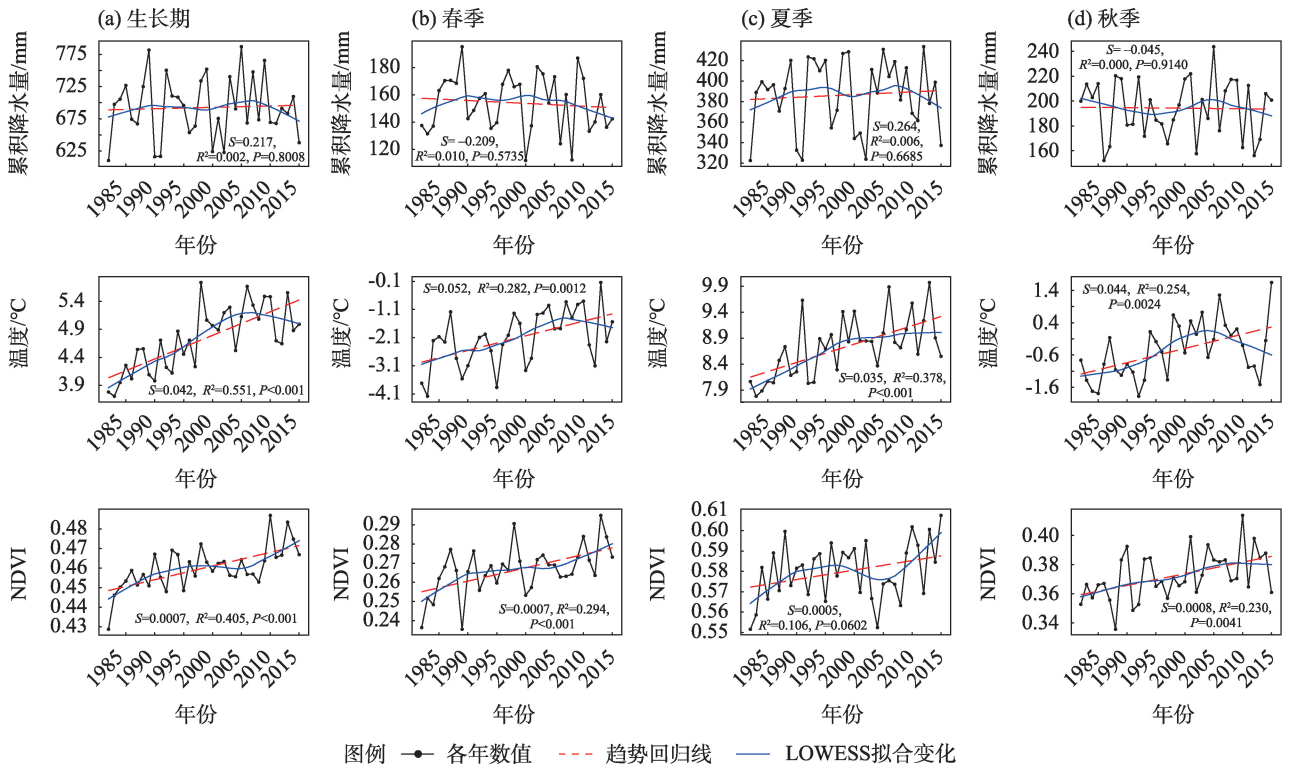 (a) 生长期
(b) 春季
(c) 夏季
(d) 秋季
累积降水量/mm
775
725
675
625
S=0.217,
R²=0.002, P=0.8008
1985 1990 1995 2000 2005 2010 2015
年份
累积降水量/mm
180
160
140
120
S= −0.209,
R²=0.010, P=0.5735
1985 1990 1995 2000 2005 2010 2015
年份
累积降水量/mm
420
400
380
360
340
320
S=0.264,
R²=0.006,
P=0.6685
1985 1990 1995 2000 2005 2010 2015
年份
累积降水量/mm
240
200
180
160
S= −0.045,
R²=0.000, P=0.9140
1985 1990 1995 2000 2005 2010 2015
年份
温度/℃
5.4
4.9
4.4
3.9
S=0.042, R²=0.551, P<0.001
1985 1990 1995 2000 2005 2010 2015
年份
温度/℃
-0.1
-1.1
-2.1
-3.1
-4.1
S=0.052, R²=0.282, P=0.0012
1985 1990 1995 2000 2005 2010 2015
年份
温度/℃
9.9
9.4
8.9
8.4
7.9
S=0.035, R²=0.378,
P<0.001
1985 1990 1995 2000 2005 2010 2015
年份
温度/℃
1.4
0.4
-0.6
-1.6
S=0.044, R²=0.254,
P=0.0024
1985 1990 1995 2000 2005 2010 2015
年份
NDVI
0.48
0.47
0.46
0.45
0.44
0.43
S=0.0007, R²=0.405, P<0.001
1985 1990 1995 2000 2005 2010 2015
年份
NDVI
0.29
0.28
0.27
0.26
0.25
0.24
S=0.0007, R²=0.294,
P<0.001
1985 1990 1995 2000 2005 2010 2015
年份
NDVI
0.61
0.60
0.59
0.58
0.57
0.56
0.55
S=0.0005,
R²=0.106, P=0.0602
1985 1990 1995 2000 2005 2010 2015
年份
NDVI
0.40
0.38
0.36
0.34
S=0.0008, R²=0.230,
P=0.0041
1985 1990 1995 2000 2005 2010 2015
年份
图例 各年数值 趋势回归线 LOWESS拟合变化